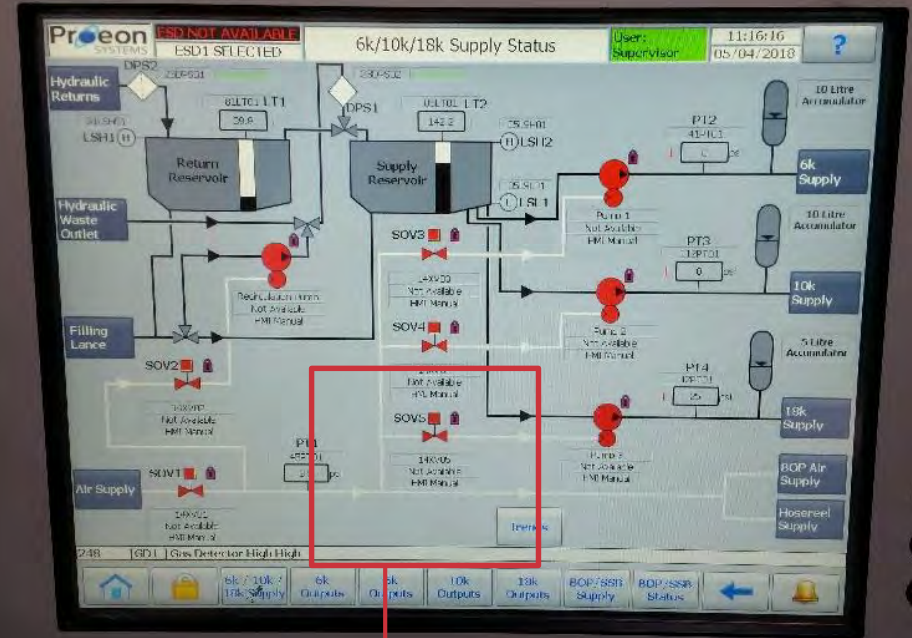 Proeon
SYSTEMS
ESD NOT AVAILABLE
ESD1 SELECTED
6k/10k/18k Supply Status
User:
Supervisor
11:16:16
05/04/2018
?
Hydraulic
Returns
DPS2
LT1
DPS1
LT2
142.2
LSH1
H
H
LSH2
Return
Reservoir
Supply
Reservoir
L
LSL1
PT2
41PT01
10 Litre
Accumulator
6k
Supply
Hydraulic
Waste
Outlet
Pump 1
Not Available
HMI Manual
SOV3
Not Available
HMI Manual
PT3
0
10 Litre
Accumulator
10k
Supply
Recirculation Pump
Not Available
HMI Manual
Filling
Lance
SOV4
Not Available
HMI Manual
Pump 2
Not Available
HMI Manual
PT4
5 Litre
Accumulator
SOV2
Not Available
HMI Manual
SOV5
14XV05
Not Available
HMI Manual
18k
Supply
Pump 3
Not Available
HMI Manual
PT1
Air Supply
SOV1
Not Available
HMI Manual
BOP Air
Supply
Hosereel
Supply
Trends
GD1
Gas Detector High High
6k / 10k /
18k Supply
6k
Outputs
Outputs
10k
Outputs
18k
Outputs
BOP/SSB
Supply
BOP/SSB
Status